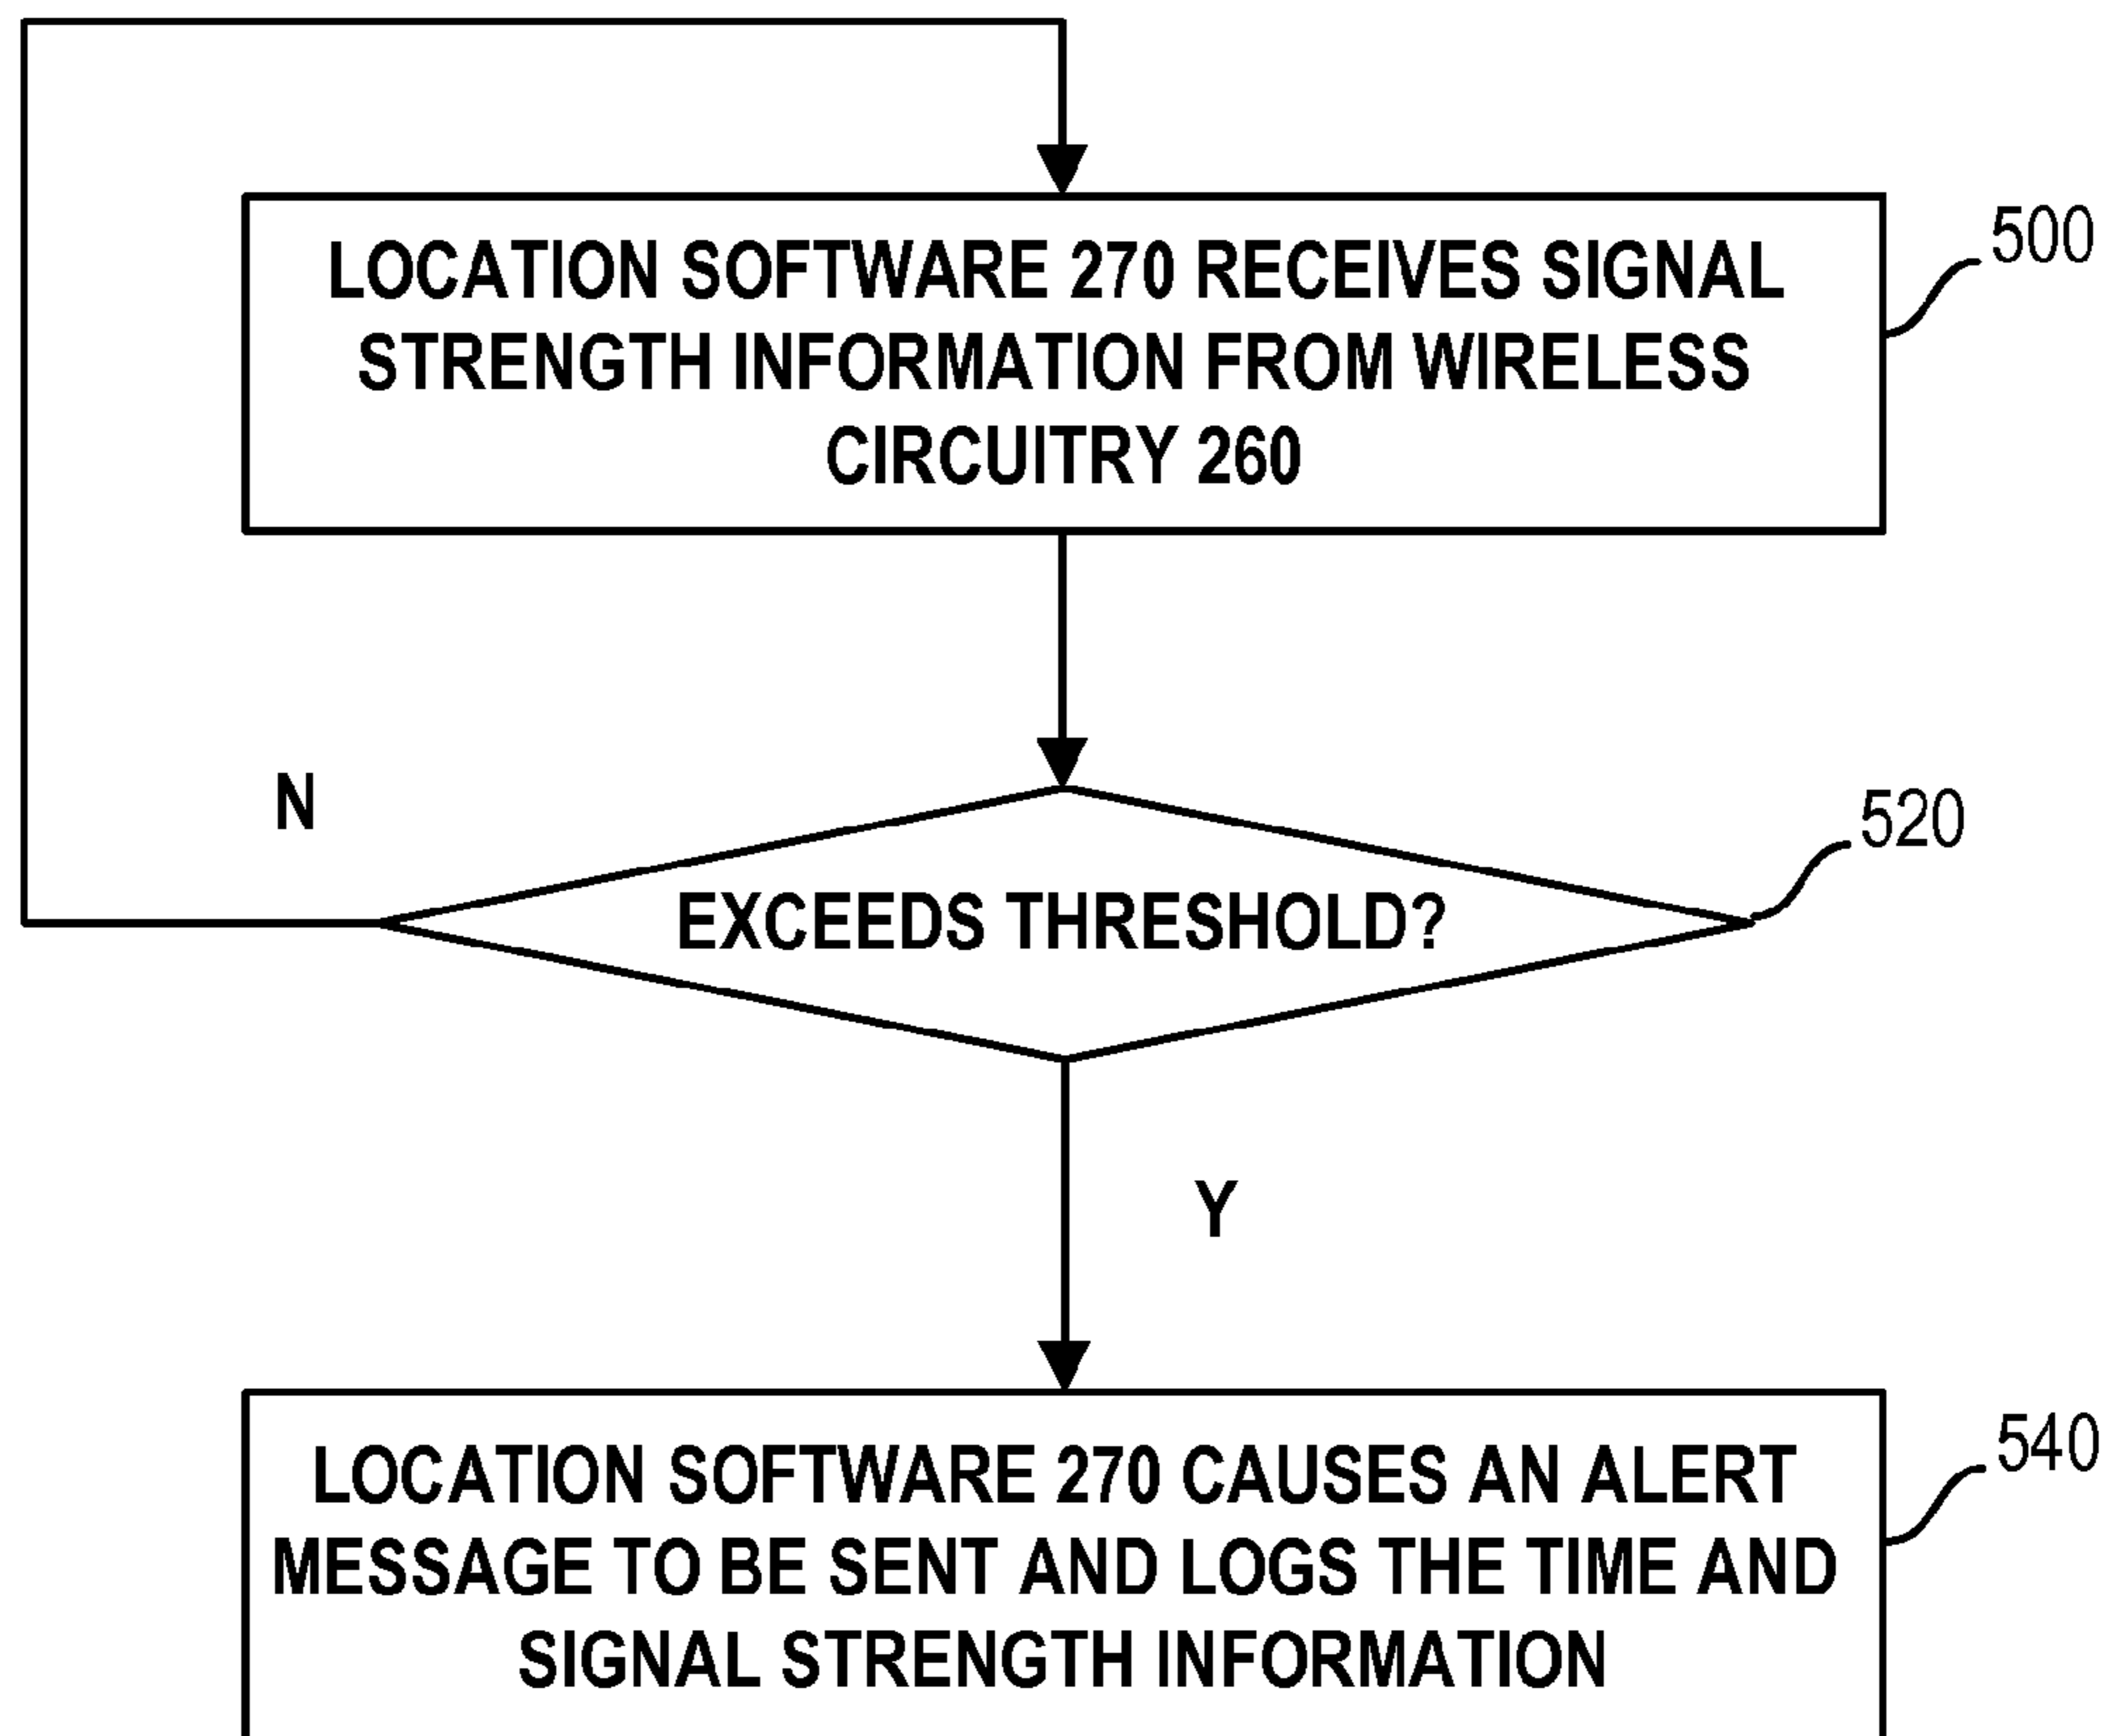 LOCATION SOFTWARE 270 RECEIVES SIGNAL
STRENGTH INFORMATION FROM WIRELESS
CIRCUITRY 260
500
N
520
EXCEEDS THRESHOLD?
Y
LOCATION SOFTWARE 270 CAUSES AN ALERT
MESSAGE TO BE SENT AND LOGS THE TIME AND
SIGNAL STRENGTH INFORMATION
540